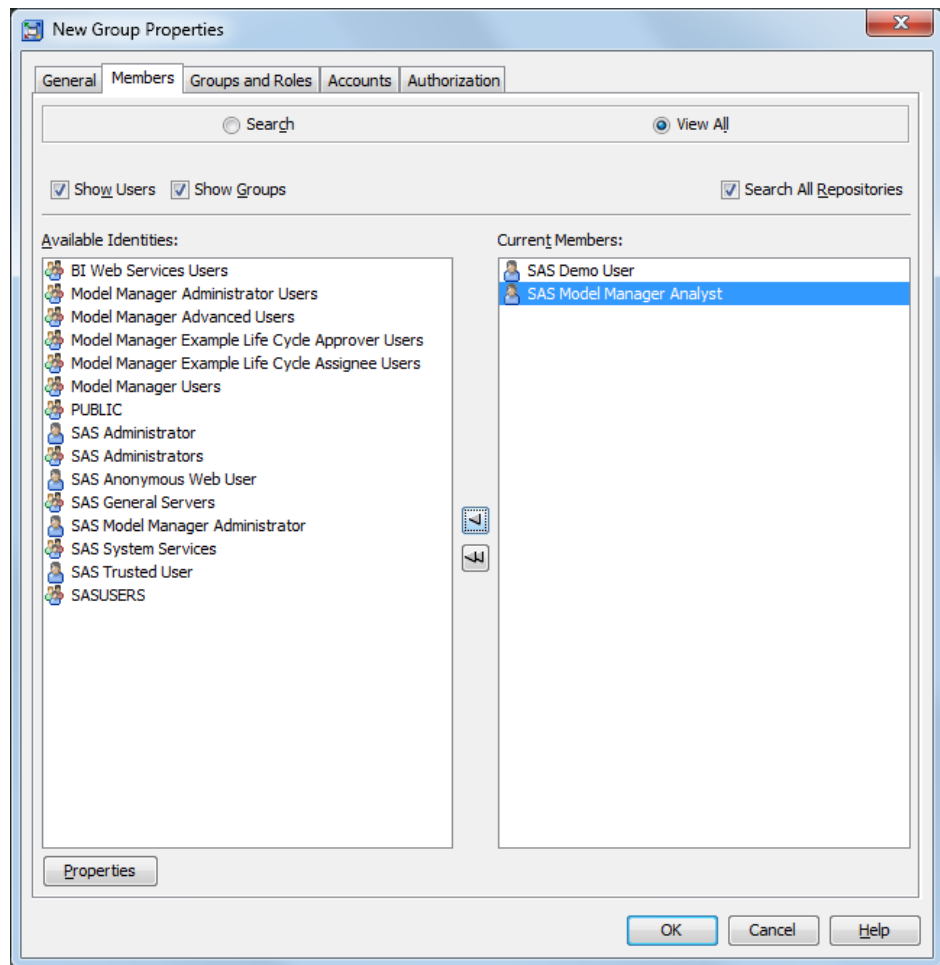 New Group Properties
General Members Groups and Roles Accounts Authorization
Search View All
Show Users Show Groups Search All Repositories
Available Identities: Current Members:
BI Web Services Users SAS Demo User
Model Manager Administrator Users SAS Model Manager Analyst
Model Manager Advanced Users
Model Manager Example Life Cycle Approver Users
Model Manager Example Life Cycle Assignee Users
Model Manager Users
PUBLIC
SAS Administrator
SAS Administrators
SAS Anonymous Web User
SAS General Servers
SAS Model Manager Administrator
SAS System Services
SAS Trusted User
SASUSERS
Properties
OK Cancel Help